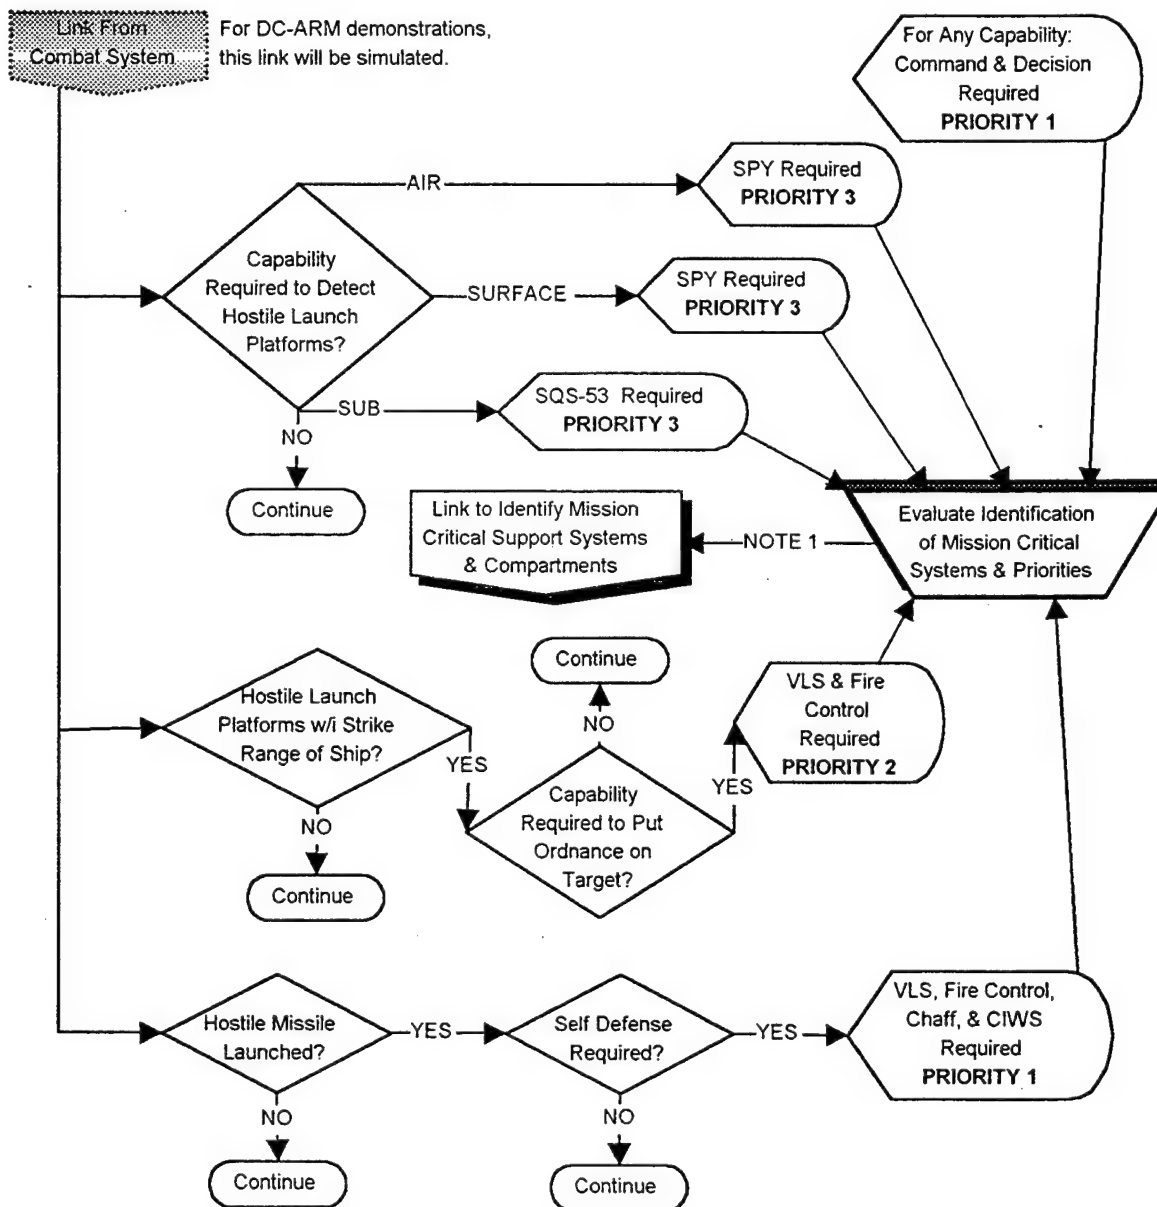 Link From
Combat System
For DC-ARM demonstrations,
this link will be simulated.
For Any Capability:
Command & Decision
Required
PRIORITY 1
AIR
SPY Required
PRIORITY 3
Capability
Required to Detect
Hostile Launch
Platforms?
SURFACE
SPY Required
PRIORITY 3
SUB
SQS-53 Required
PRIORITY 3
NO
Continue
Link to Identify Mission
Critical Support Systems
& Compartments
NOTE 1
Evaluate Identification
of Mission Critical
Systems & Priorities
Continue
NO
Hostile Launch
Platforms w/i Strike
Range of Ship?
YES
NO
Continue
Capability
Required to Put
Ordnance on
Target?
YES
VLS & Fire
Control
Required
PRIORITY 2
Hostile Missile
Launched?
YES
NO
Continue
Self Defense
Required?
YES
NO
Continue
VLS, Fire Control,
Chaff, & CIWS
Required
PRIORITY 1